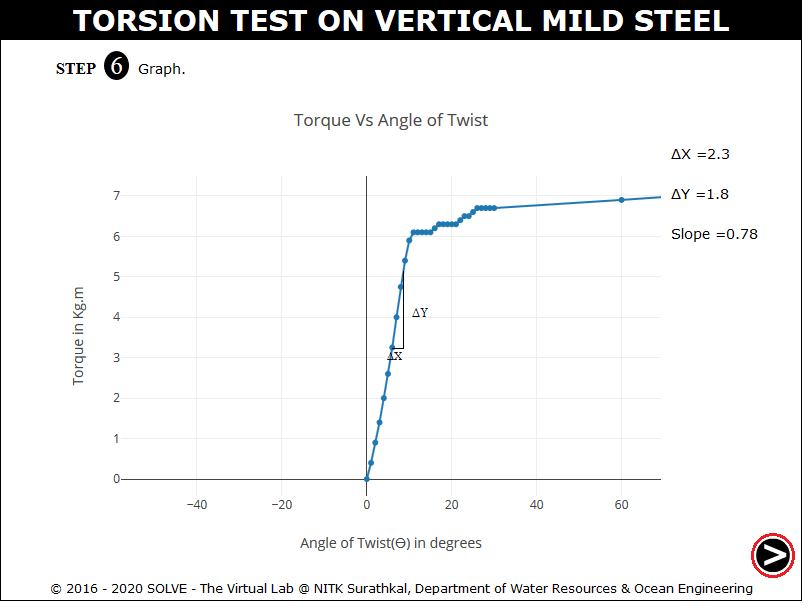 TORSION TEST ON VERTICAL MILD STEEL
STEP 6 Graph.
Torque Vs Angle of Twist
ΔX =2.3
ΔY =1.8
Slope =0.78
7
6
5
4
3
2
1
0
Torque in Kg.m
ΔY
ΔX
−40 −20 0 20 40 60
Angle of Twist(Ө) in degrees
>
© 2016 - 2020 SOLVE - The Virtual Lab @ NITK Surathkal, Department of Water Resources & Ocean Engineering